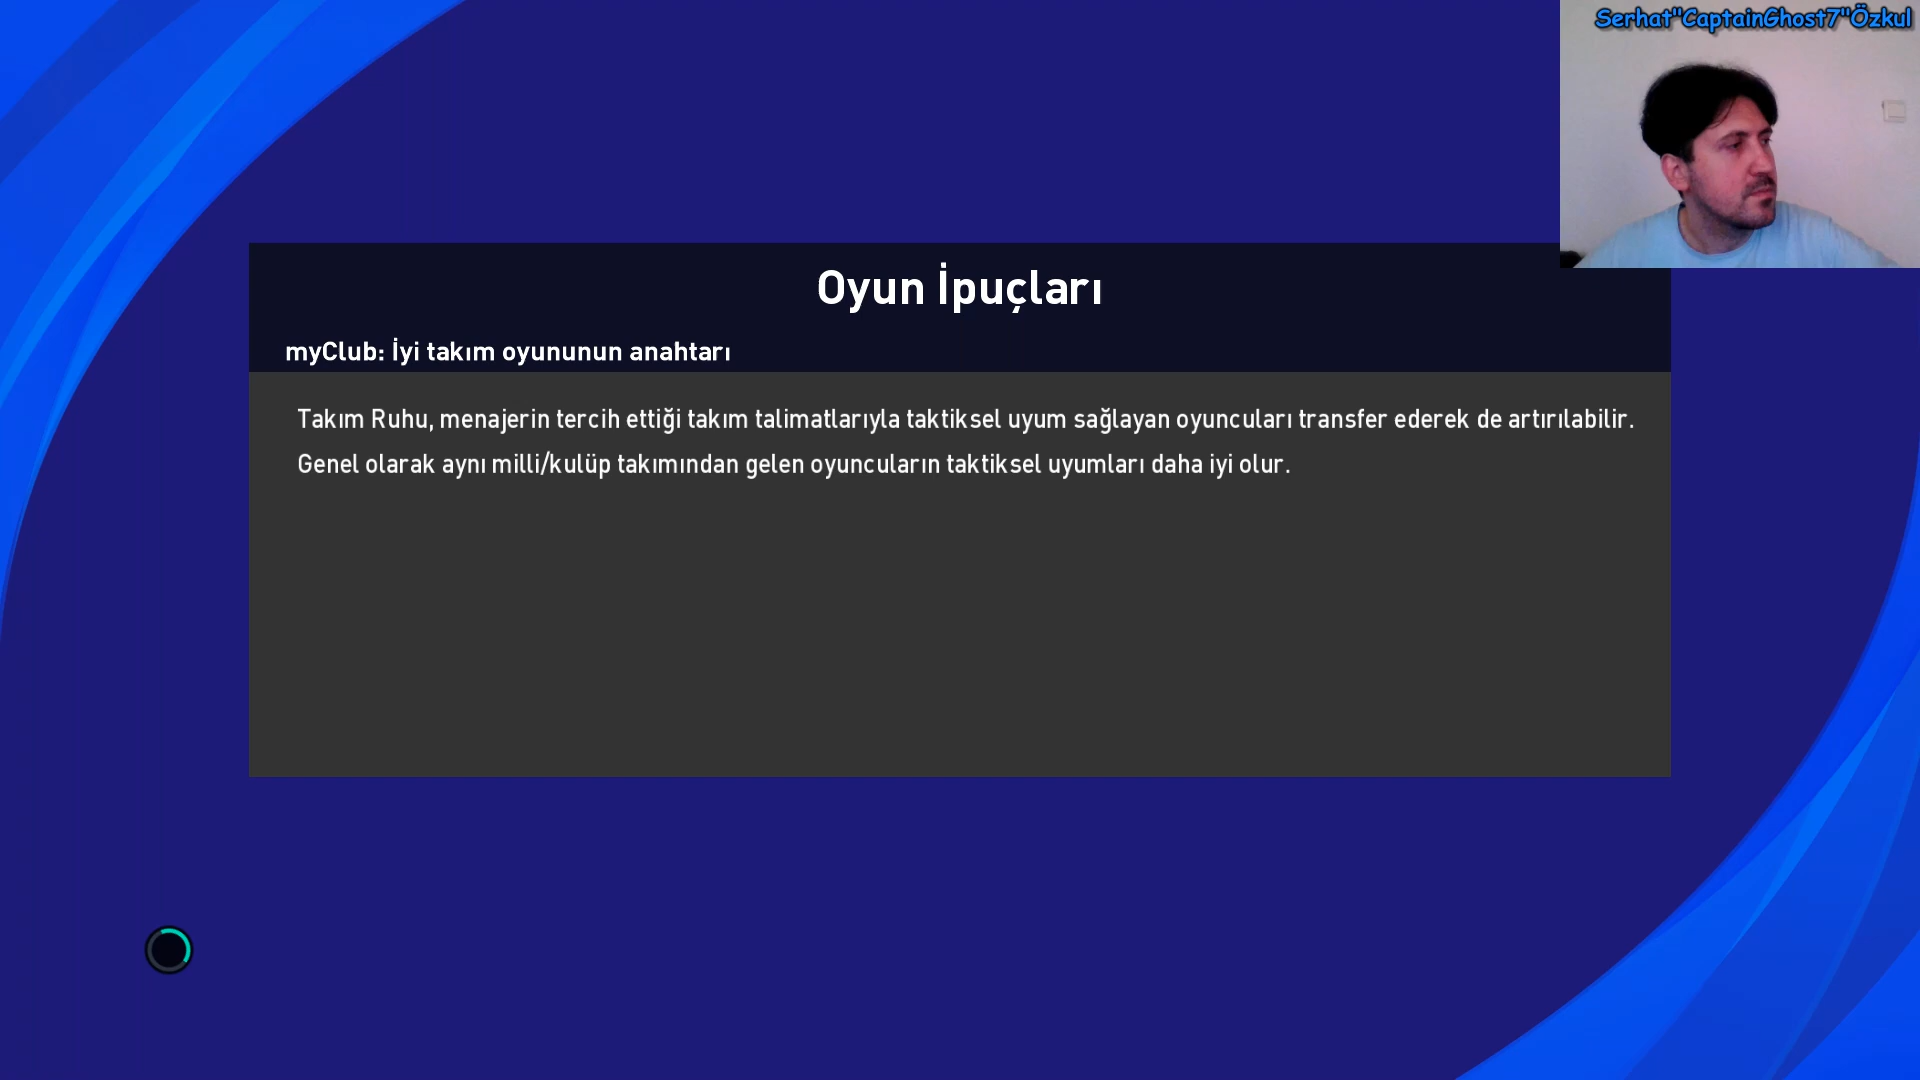 Serhat"CaptainGhost7"Özkul
Oyun İpuçları
myClub: İyi takım oyununun anahtarı
Takım Ruhu, menajerin tercih ettiği takım talimatlarıyla taktiksel uyum sağlayan oyuncuları transfer ederek de artırılabilir.
Genel olarak aynı milli/kulüp takımından gelen oyuncuların taktiksel uyumları daha iyi olur.